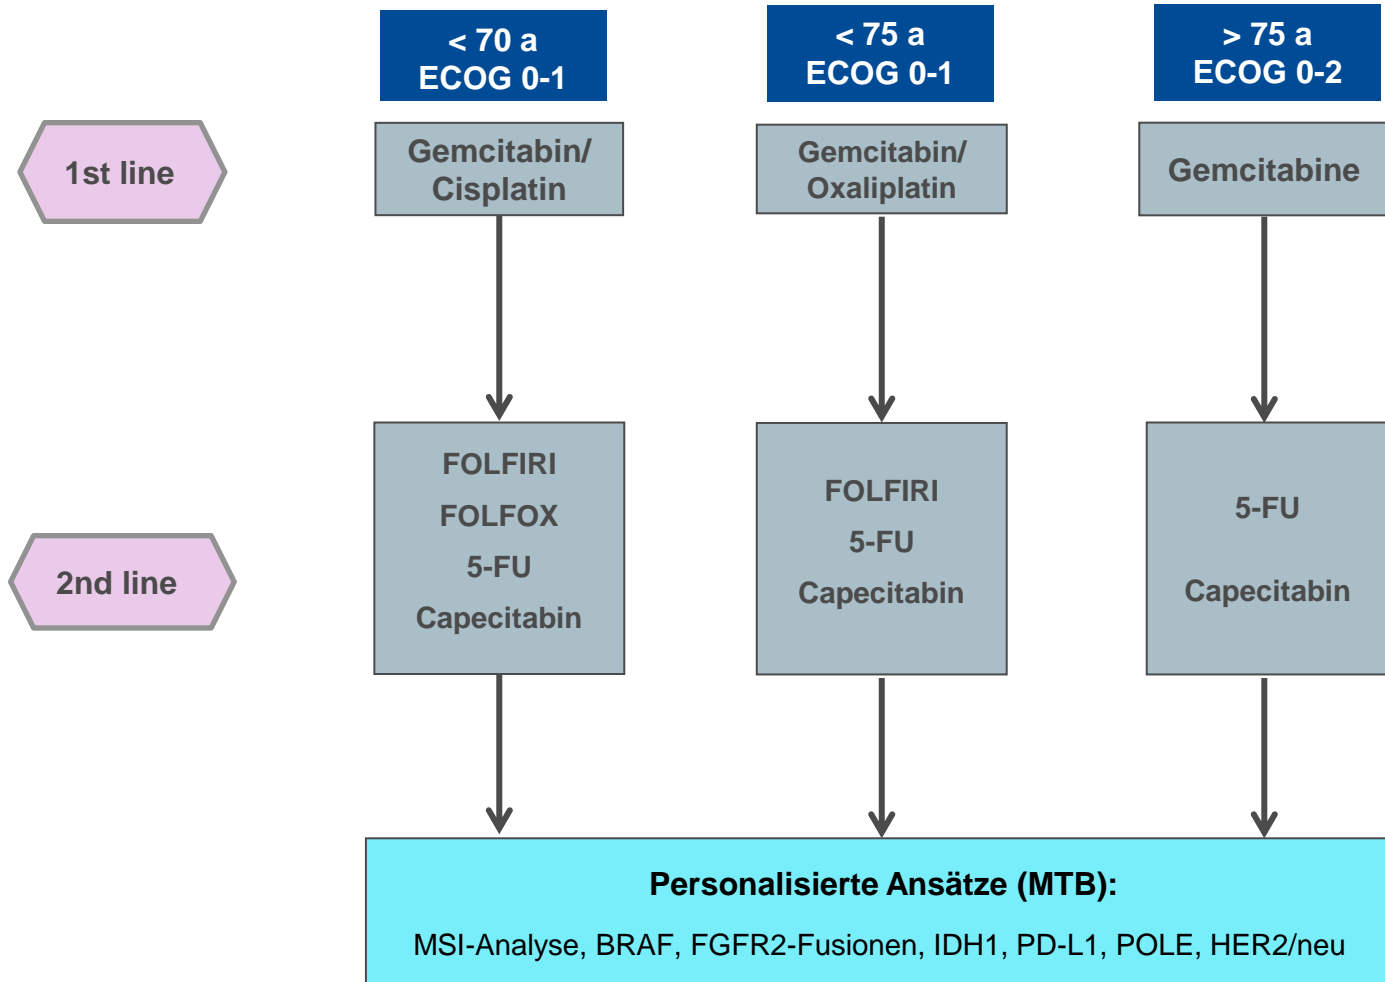 < 70 a
ECOG 0-1
< 75 a
ECOG 0-1
> 75 a
ECOG 0-2
1st line
Gemcitabin/
Cisplatin
Gemcitabin/
Oxaliplatin
Gemcitabine
2nd line
FOLFIRI
FOLFOX
5-FU
Capecitabin
FOLFIRI
5-FU
Capecitabin
5-FU
Capecitabin
Personalisierte Ansätze (MTB):
MSI-Analyse, BRAF, FGFR2-Fusionen, IDH1, PD-L1, POLE, HER2/neu